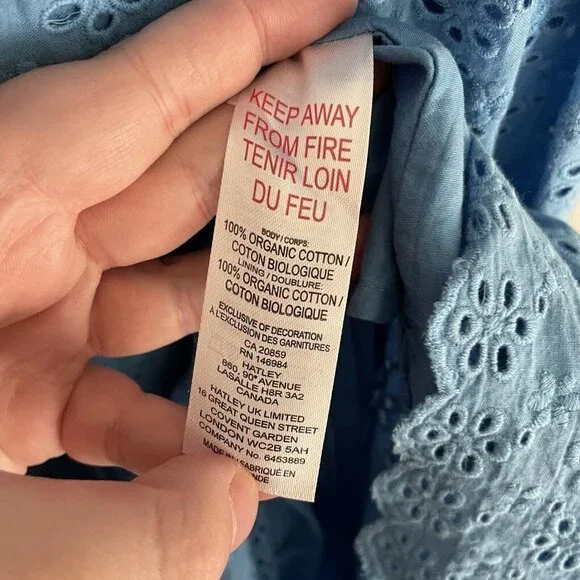 KEEP AWAY
FROM FIRE
TENIR LOIN
DU FEU
BODY / CORPS:
100% ORGANIC COTTON /
COTON BIOLOGIQUE
LINING / DOUBLURE:
100% ORGANIC COTTON /
COTON BIOLOGIQUE
EXCLUSIVE OF DECORATION
A L'EXCLUSION DES GARNITURES
CA 20859
RN 146984
HATLEY
660, 90e AVENUE
LASALLE H8R 3A2
CANADA
HATLEY UK LIMITED
16 GREAT QUEEN STREET
COVENT GARDEN
LONDON WC2B 5AH
COMPANY No. 6453889
MADE IN / FABRIQUÉ EN